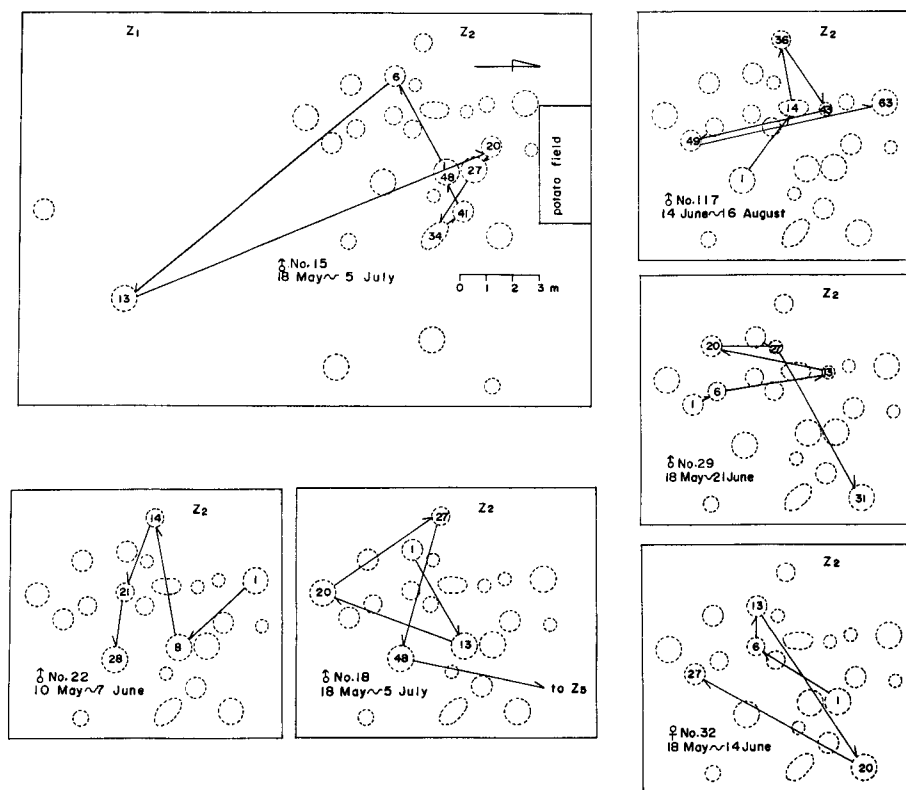 Z₁
Z₂
6
20
1
48
27
41
34
13
potato field
♂ No.15
18 May~ 5 July
0 1 2 3 m
Z₂
36
14
43
63
49
1
♂ No.117
14 June~16 August
Z₂
20
27
13
6
1
31
♂ No.29
18 May~21 June
Z₂
14
21
1
8
28
♂ No.22
10 May~7 June
Z₂
27
1
20
13
48
♂ No.18
18 May~5 July
to Z₅
Z₂
13
6
27
1
20
♀ No.32
18 May~14 June